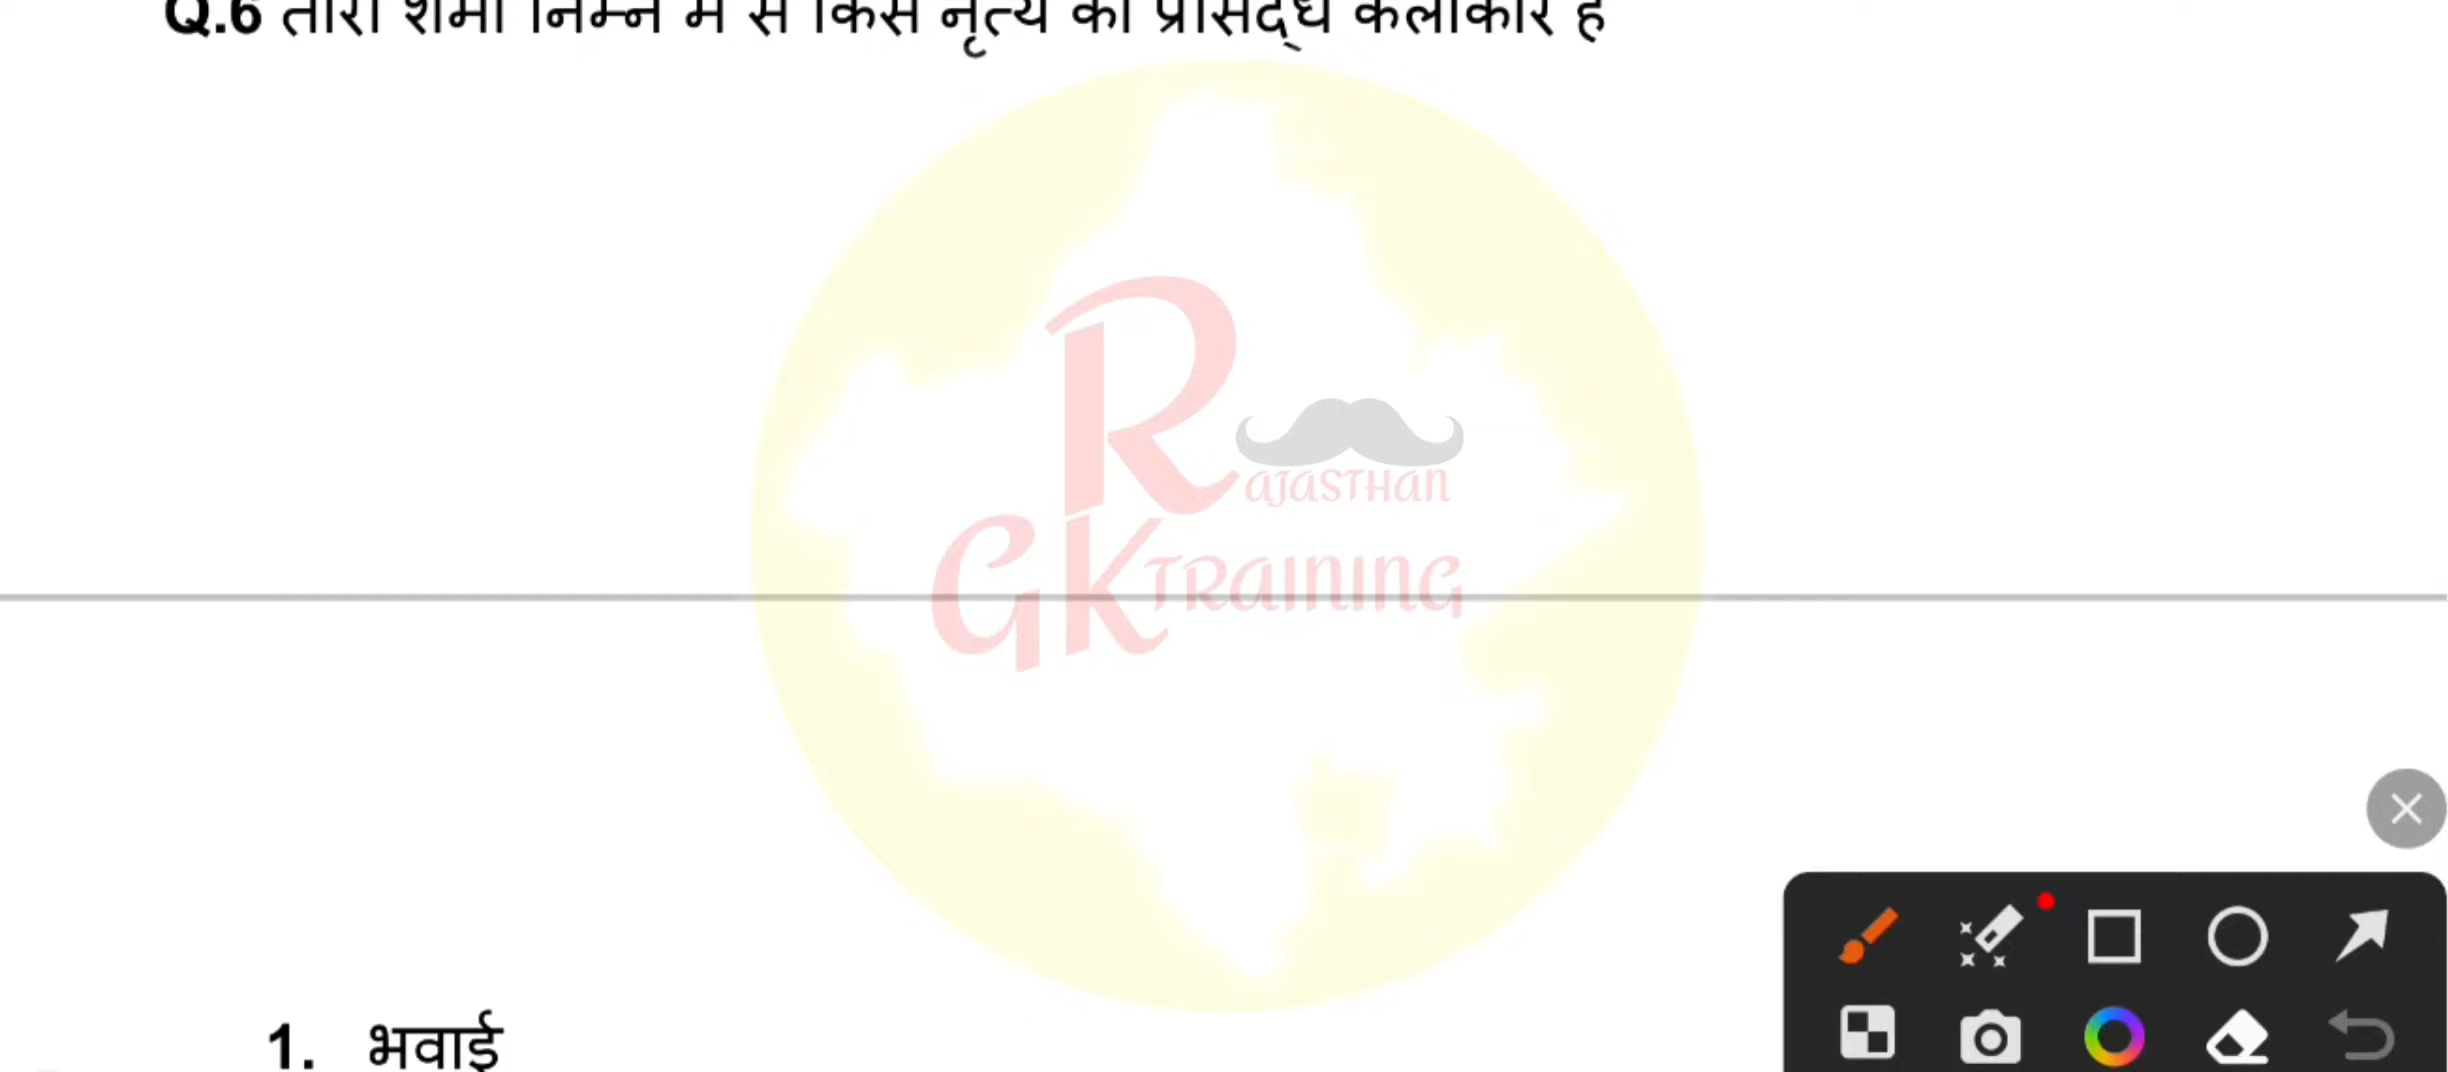 Q.6 तारा शर्मा निम्न में से किस नृत्य की प्रसिद्ध कलाकार है
RAJASTHAN
GK TRAINING
1. भवाई